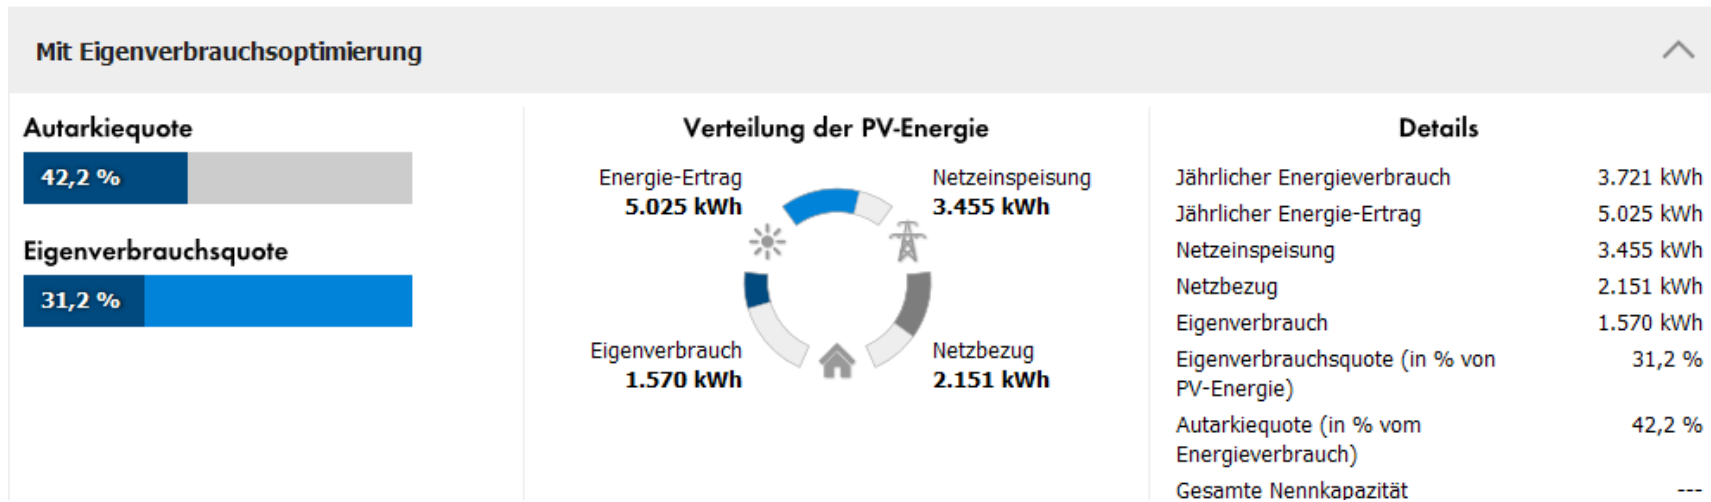 Mit Eigenverbrauchsoptimierung
Autarkiequote
42,2 %
Eigenverbrauchsquote
31,2 %
Verteilung der PV-Energie
Energie-Ertrag
5.025 kWh
Netzeinspeisung
3.455 kWh
Eigenverbrauch
1.570 kWh
Netzbezug
2.151 kWh
Details
Jährlicher Energieverbrauch 3.721 kWh
Jährlicher Energie-Ertrag 5.025 kWh
Netzeinspeisung 3.455 kWh
Netzbezug 2.151 kWh
Eigenverbrauch 1.570 kWh
Eigenverbrauchsquote (in % von 31,2 %
PV-Energie)
Autarkiequote (in % vom 42,2 %
Energieverbrauch)
Gesamte Nennkapazität ---